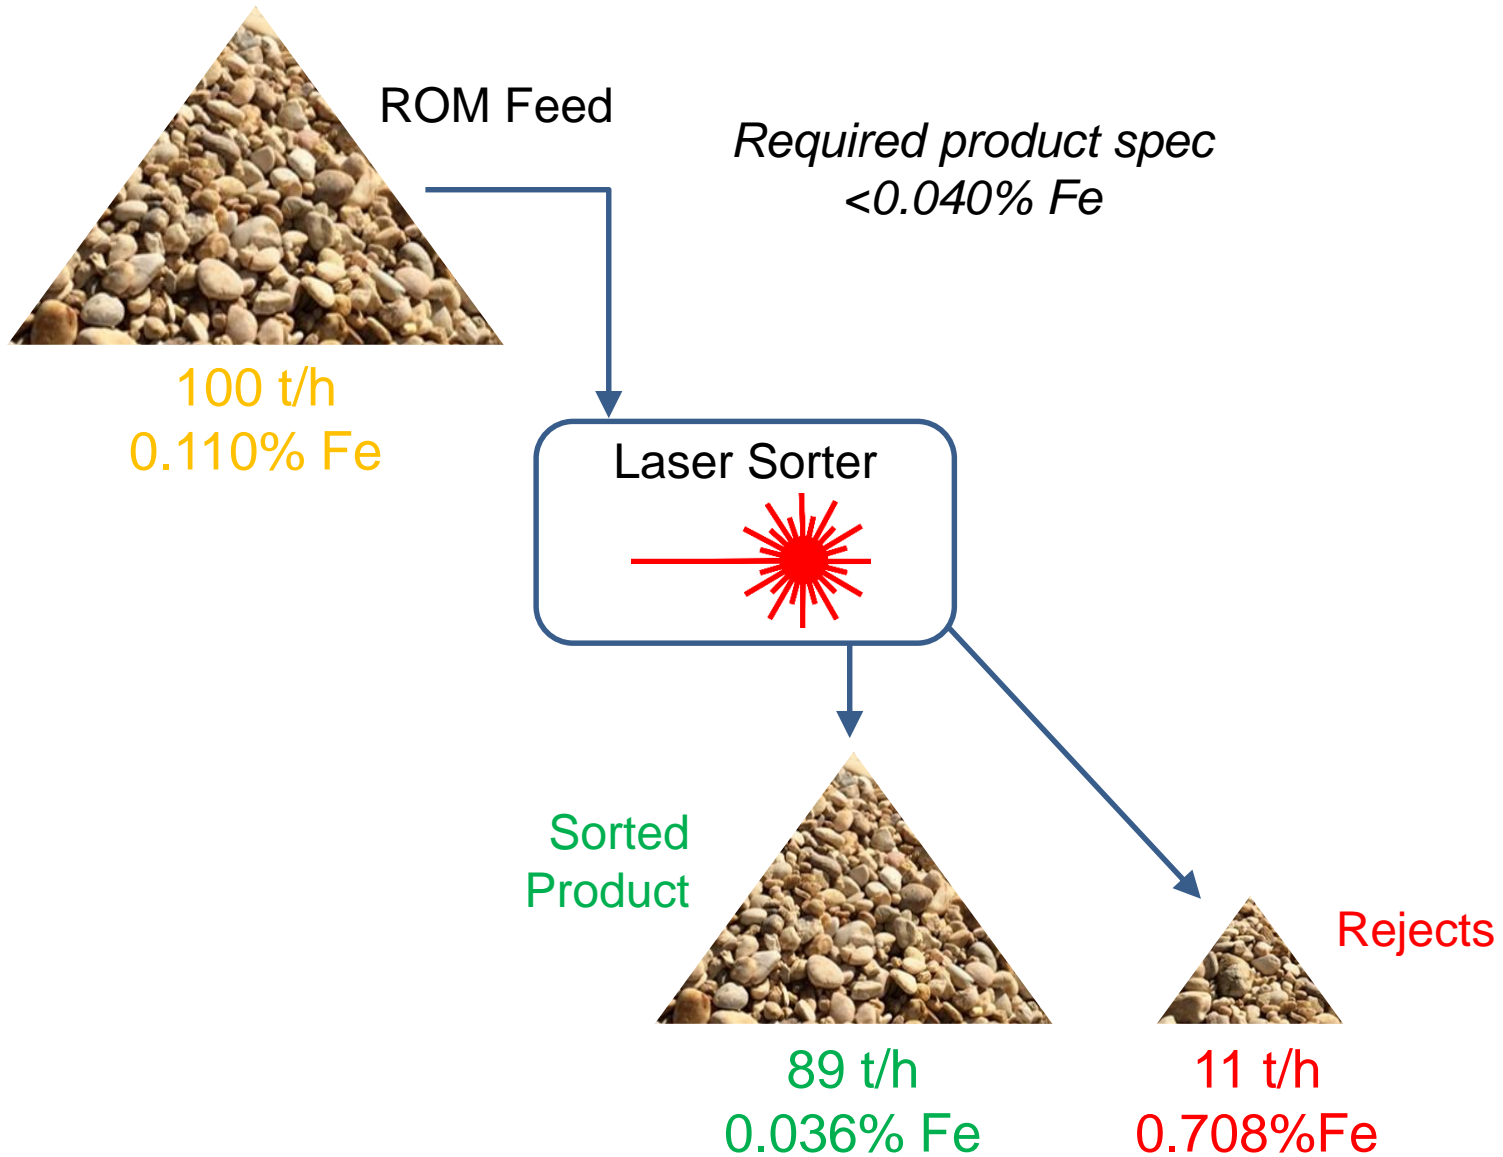 ROM Feed
Required product spec
<0.040% Fe
100 t/h
0.110% Fe
Laser Sorter
Sorted
Product
Rejects
89 t/h
0.036% Fe
11 t/h
0.708%Fe